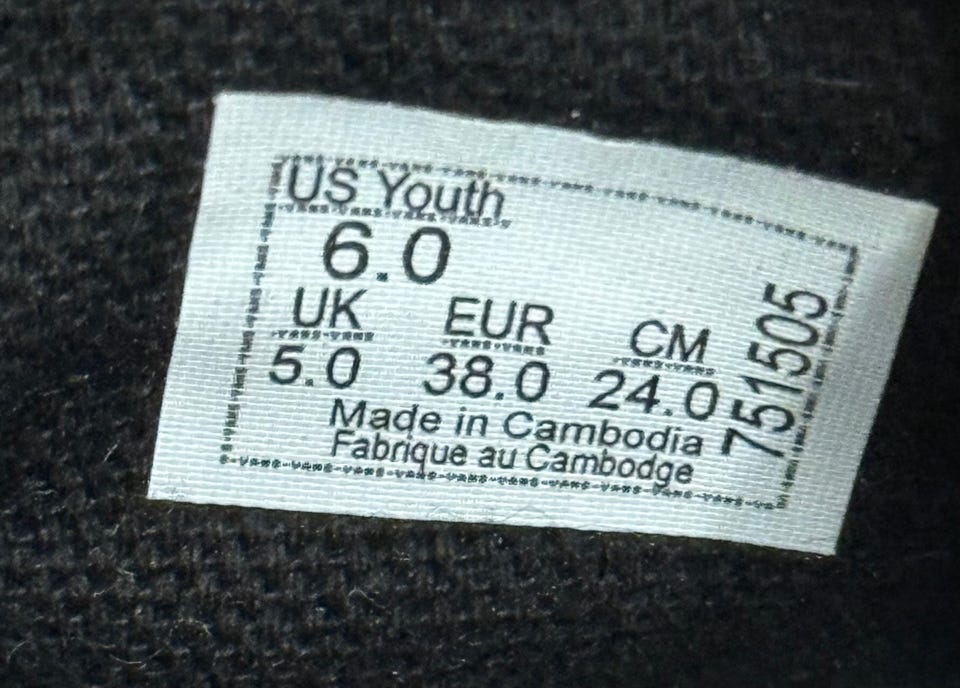 US Youth
6.0
UK EUR CM
5.0 38.0 24.0
Made in Cambodia
Fabrique au Cambodge
751505